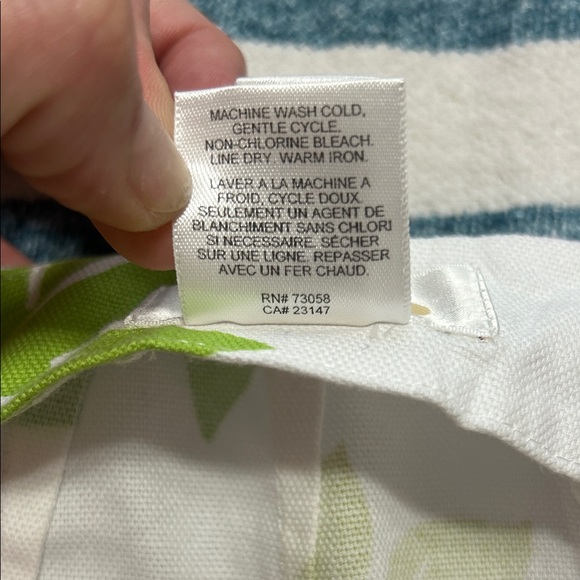 MACHINE WASH COLD,
GENTLE CYCLE.
NON-CHLORINE BLEACH.
LINE DRY. WARM IRON.
LAVER A LA MACHINE A
FROID, CYCLE DOUX.
SEULEMENT UN AGENT DE
BLANCHIMENT SANS CHLORI
SI NECESSAIRE. SÉCHER
SUR UNE LIGNE. REPASSER
AVEC UN FER CHAUD.
RN# 73058
CA# 23147